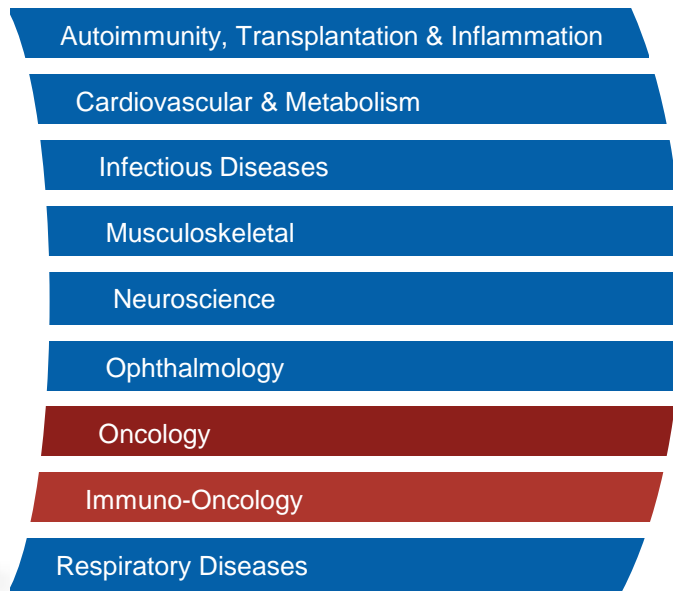 Autoimmunity, Transplantation & Inflammation
Cardiovascular & Metabolism
Infectious Diseases
Musculoskeletal
Neuroscience
Ophthalmology
Oncology
Immuno-Oncology
Respiratory Diseases